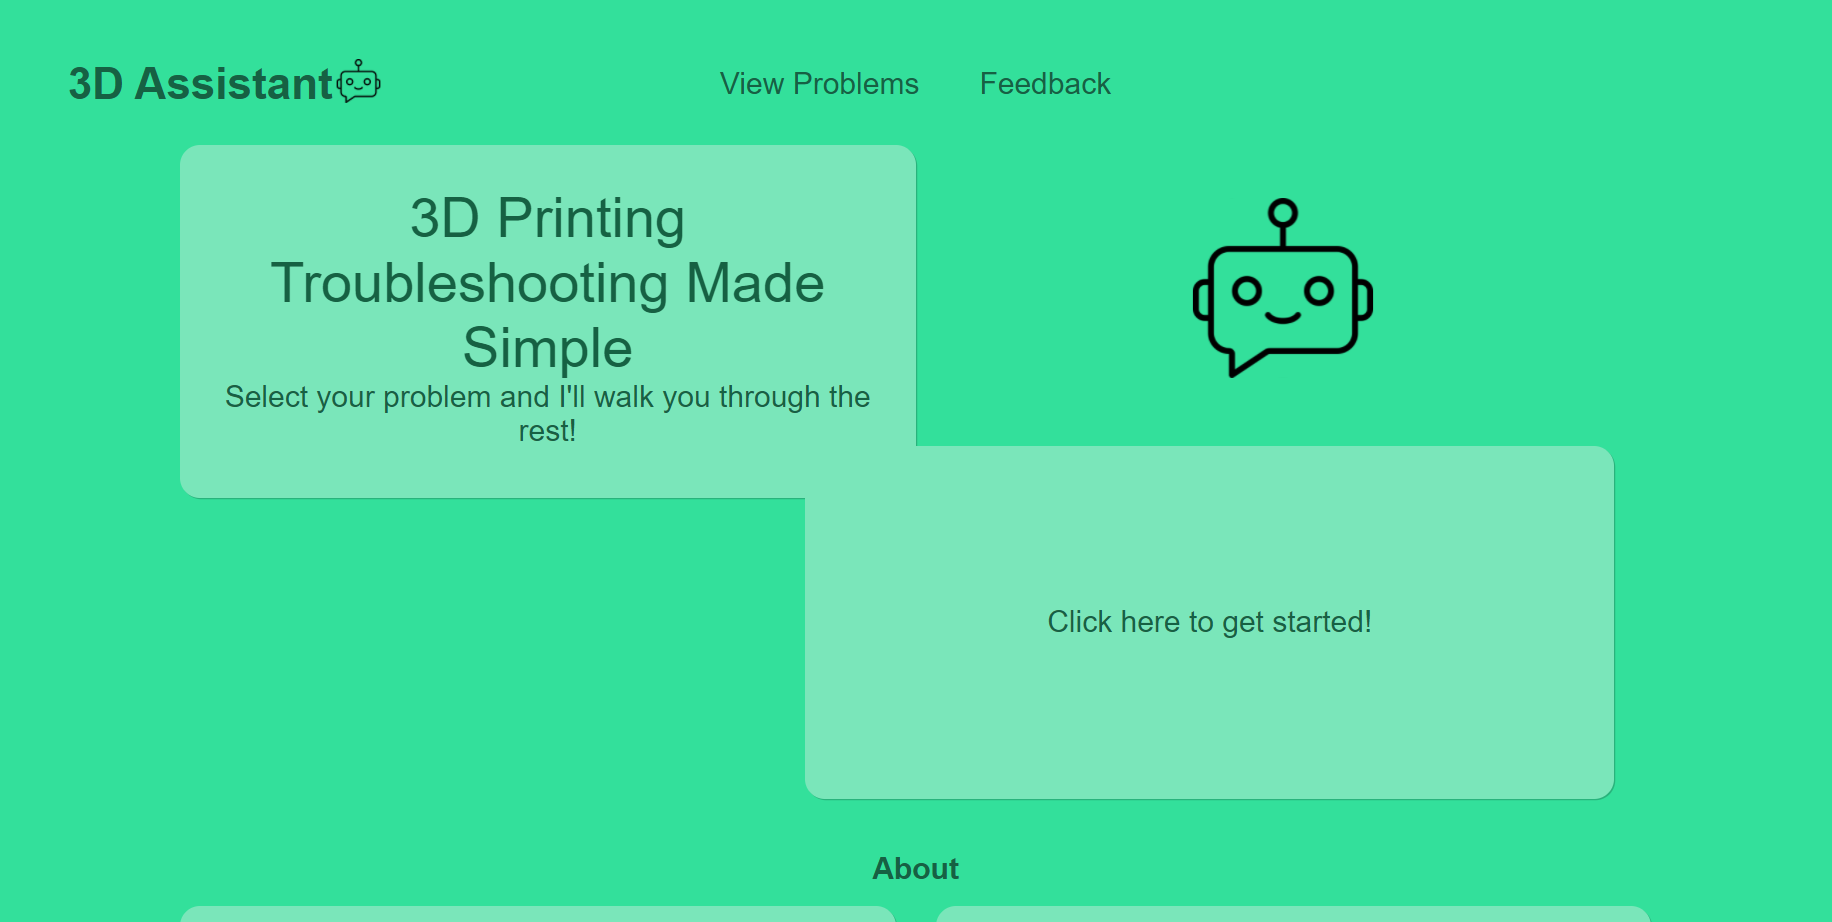 3D Assistant
View Problems
Feedback
3D Printing
Troubleshooting Made
Simple
Select your problem and I'll walk you through the
rest!
Click here to get started!
About